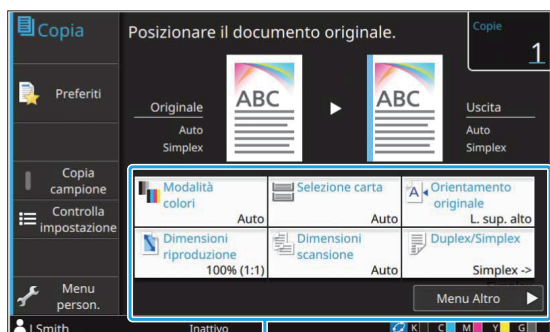 Copia
Posizionare il documento originale.
Copie
1
Preferiti
Originale
Auto
Simplex
ABC
ABC
Uscita
Auto
Simplex
Copia
campione
Controlla
impostazione
Menu
person.
Modalità
colori
Auto
Selezione carta
Auto
A
Orientamento
originale
L. sup. alto
Dimensioni
riproduzione
100% (1:1)
Dimensioni
scansione
Auto
Duplex/Simplex
Simplex ->
Menu Altro
J Smith
Inattivo
K C M Y G